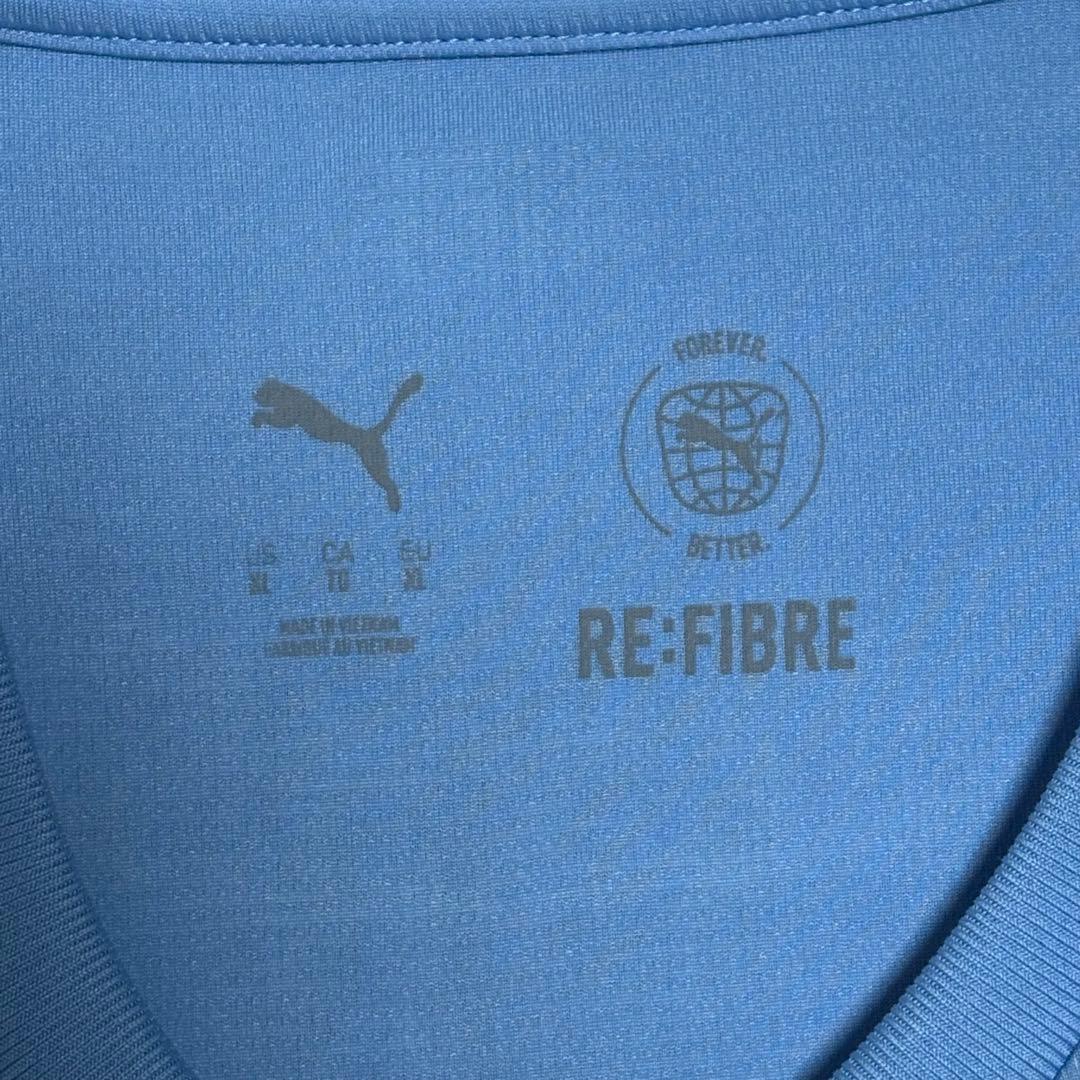 US CA EU
XL TG XL
MADE IN VIETNAM
FABRIQUÉ AU VIETNAM
FOREVER.
BETTER.
RE:FIBRE